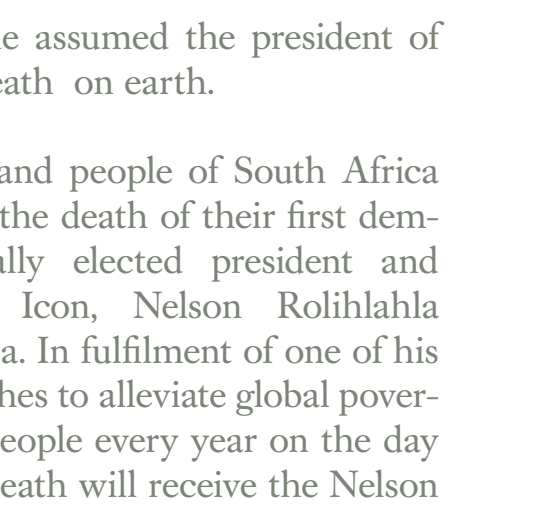 e assumed the president of
eath on earth.
and people of South Africa
the death of their first dem-
ally elected president and
Icon, Nelson Rolihlahla
a. In fulfilment of one of his
hes to alleviate global pover-
eople every year on the day
eath will receive the Nelson